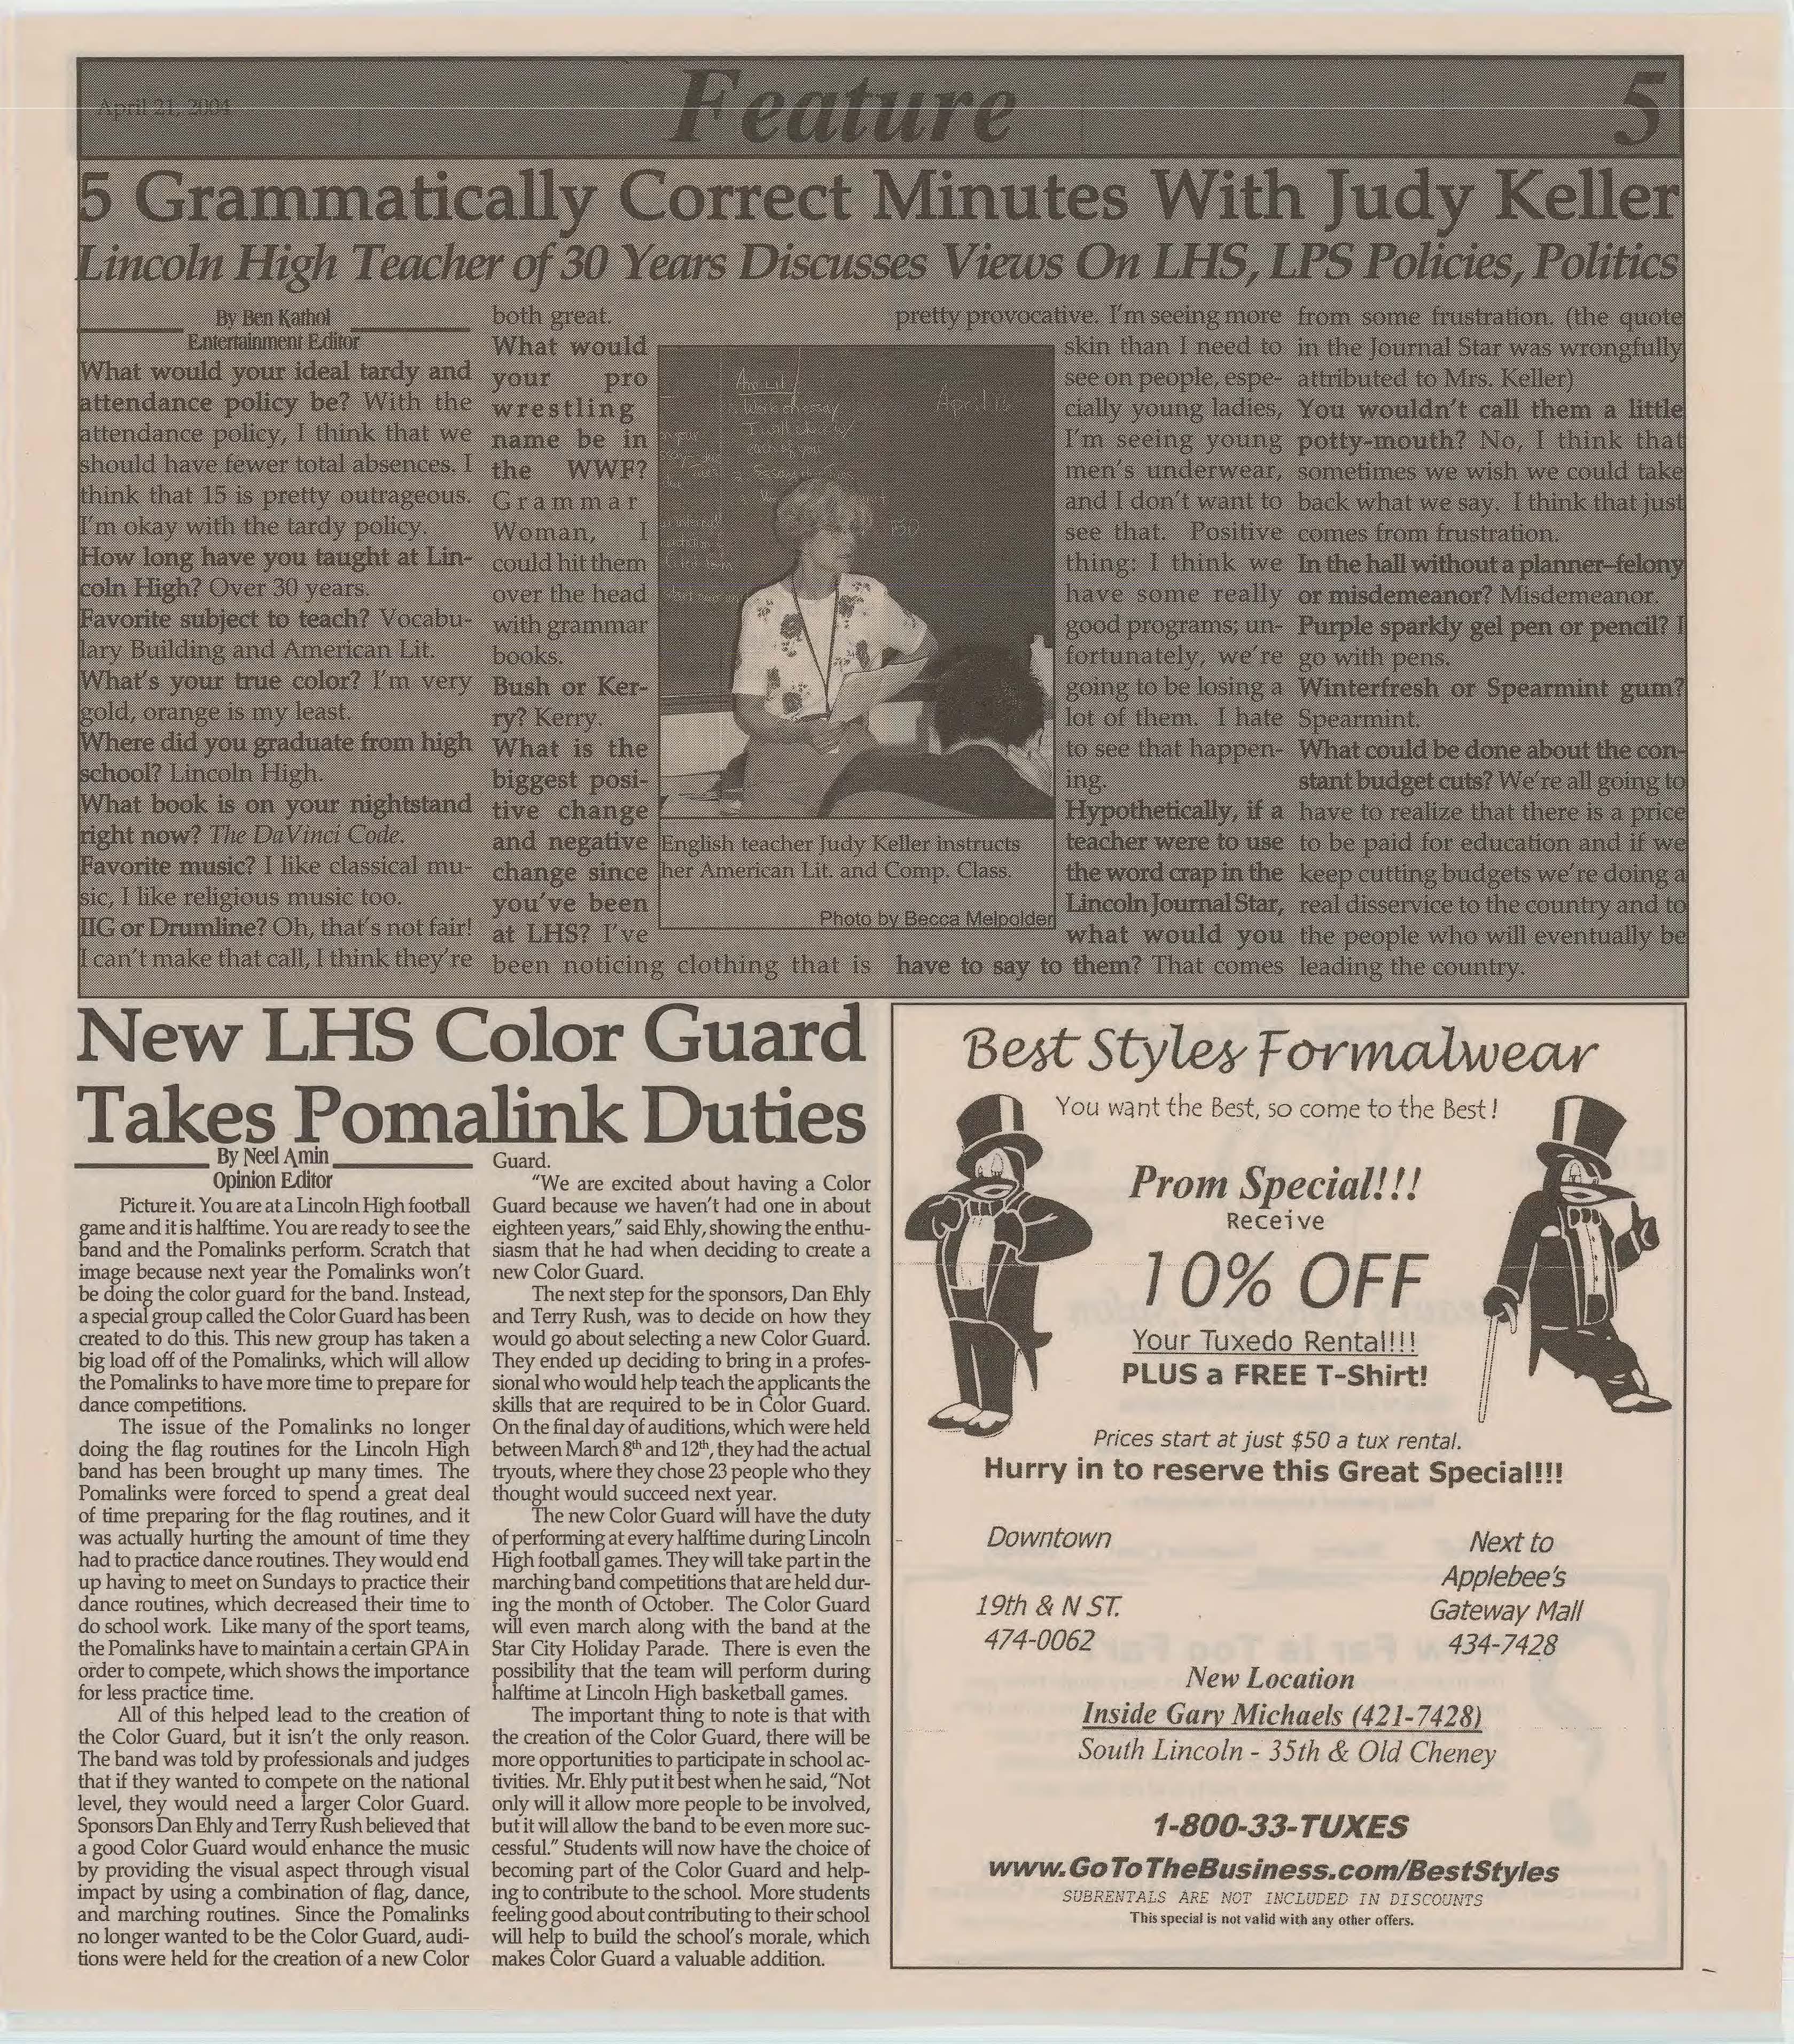 April 21, 2004
Feature
5
5 Grammatically Correct Minutes With Judy Keller
Lincoln High Teacher of 30 Years Discusses Views On LHS, LPS Policies, Politics
By Ben Kathol
Entertainment Editor
What would your ideal tardy and
attendance policy be? With the
attendance policy, I think that we
should have fewer total absences. I
think that 15 is pretty outrageous.
I'm okay with the tardy policy.
How long have you taught at Lin-
coln High? Over 30 years.
Favorite subject to teach? Vocabu-
lary Building and American Lit.
What's your true color? I'm very
gold, orange is my least.
Where did you graduate from high
school? Lincoln High.
What book is on your nightstand
right now? The DaVinci Code.
Favorite music? I like classical mu-
sic, I like religious music too.
IIG or Drumline? Oh, that's not fair!
I can't make that call, I think they're
both great.
What would
your pro
wrestling
name be in
the WWF?
Grammar
Woman, I
could hit them
over the head
with grammar
books.
Bush or Ker-
ry? Kerry.
What is the
biggest posi-
tive change
and negative
change since
you've been
at LHS? I've
been noticing clothing that is
Am Lit
Work on essay
April 16
English teacher Judy Keller instructs
her American Lit. and Comp. Class.
Photo by Becca Melpolder
pretty provocative. I'm seeing more
skin than I need to
see on people, espe-
cially young ladies,
I'm seeing young
men's underwear,
and I don't want to
see that. Positive
thing: I think we
have some really
good programs; un-
fortunately, we're
going to be losing a
lot of them. I hate
to see that happen-
ing.
Hypothetically, if a
teacher were to use
the word crap in the
Lincoln Journal Star,
what would you
have to say to them? That comes
from some frustration. (the quote
in the Journal Star was wrongfully
attributed to Mrs. Keller)
You wouldn't call them a little
potty-mouth? No, I think that
sometimes we wish we could take
back what we say. I think that just
comes from frustration.
In the hall without a planner–felony
or misdemeanor? Misdemeanor.
Purple sparkly gel pen or pencil? I
go with pens.
Winterfresh or Spearmint gum?
Spearmint.
What could be done about the con-
stant budget cuts? We're all going to
have to realize that there is a price
to be paid for education and if we
keep cutting budgets we're doing a
real disservice to the country and to
the people who will eventually be
leading the country.
New LHS Color Guard
Takes Pomalink Duties
By Neel Amin
Opinion Editor
Picture it. You are at a Lincoln High football
game and it is halftime. You are ready to see the
band and the Pomalinks perform. Scratch that
image because next year the Pomalinks won't
be doing the color guard for the band. Instead,
a special group called the Color Guard has been
created to do this. This new group has taken a
big load off of the Pomalinks, which will allow
the Pomalinks to have more time to prepare for
dance competitions.
The issue of the Pomalinks no longer
doing the flag routines for the Lincoln High
band has been brought up many times. The
Pomalinks were forced to spend a great deal
of time preparing for the flag routines, and it
was actually hurting the amount of time they
had to practice dance routines. They would end
up having to meet on Sundays to practice their
dance routines, which decreased their time to
do school work. Like many of the sport teams,
the Pomalinks have to maintain a certain GPA in
order to compete, which shows the importance
for less practice time.
All of this helped lead to the creation of
the Color Guard, but it isn't the only reason.
The band was told by professionals and judges
that if they wanted to compete on the national
level, they would need a larger Color Guard.
Sponsors Dan Ehly and Terry Rush believed that
a good Color Guard would enhance the music
by providing the visual aspect through visual
impact by using a combination of flag, dance,
and marching routines. Since the Pomalinks
no longer wanted to be the Color Guard, audi-
tions were held for the creation of a new Color
Guard.
"We are excited about having a Color
Guard because we haven't had one in about
eighteen years," said Ehly, showing the enthu-
siasm that he had when deciding to create a
new Color Guard.
The next step for the sponsors, Dan Ehly
and Terry Rush, was to decide on how they
would go about selecting a new Color Guard.
They ended up deciding to bring in a profes-
sional who would help teach the applicants the
skills that are required to be in Color Guard.
On the final day of auditions, which were held
between March 8th and 12th, they had the actual
tryouts, where they chose 23 people who they
thought would succeed next year.
The new Color Guard will have the duty
of performing at every halftime during Lincoln
High football games. They will take part in the
marching band competitions that are held dur-
ing the month of October. The Color Guard
will even march along with the band at the
Star City Holiday Parade. There is even the
possibility that the team will perform during
halftime at Lincoln High basketball games.
The important thing to note is that with
the creation of the Color Guard, there will be
more opportunities to participate in school ac-
tivities. Mr. Ehly put it best when he said, "Not
only will it allow more people to be involved,
but it will allow the band to be even more suc-
cessful." Students will now have the choice of
becoming part of the Color Guard and help-
ing to contribute to the school. More students
feeling good about contributing to their school
will help to build the school's morale, which
makes Color Guard a valuable addition.
Best Styles Formalwear
You want the Best, so come to the Best!
Prom Special!!!
Receive
10% OFF
Your Tuxedo Rental!!!
PLUS a FREE T-Shirt!
Prices start at just $50 a tux rental.
Hurry in to reserve this Great Special!!!
Downtown
19th & N ST.
474-0062
Next to
Applebee's
Gateway Mall
434-7428
New Location
Inside Gary Michaels (421-7428)
South Lincoln - 35th & Old Cheney
1-800-33-TUXES
www.GoToTheBusiness.com/BestStyles
SUBRENTALS ARE NOT INCLUDED IN DISCOUNTS
This special is not valid with any other offers.